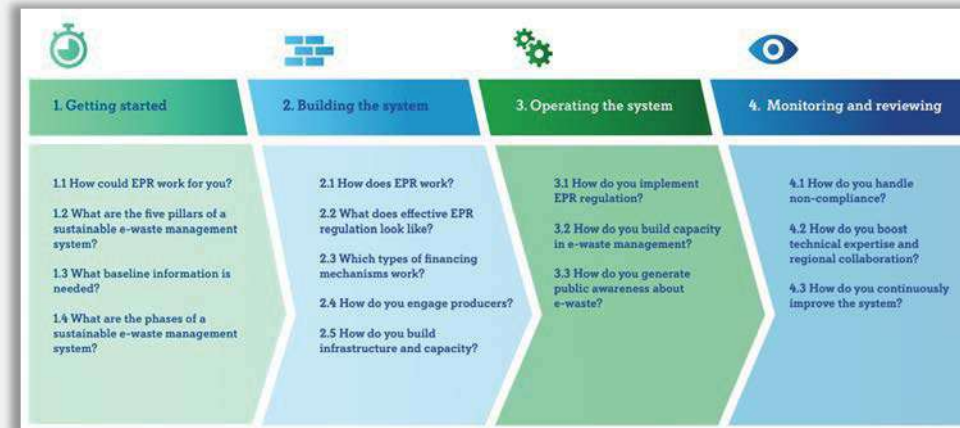 1. Getting started
1.1 How could EPR work for you?
1.2 What are the five pillars of a
sustainable e-waste management
system?
1.3 What baseline information is
needed?
1.4 What are the phases of a
sustainable e-waste management
system?
2. Building the system
2.1 How does EPR work?
2.2 What does effective EPR
regulation look like?
2.3 Which types of financing
mechanisms work?
2.4 How do you engage producers?
2.5 How do you build
infrastructure and capacity?
3. Operating the system
3.1 How do you implement
EPR regulation?
3.2 How do you build capacity
in e-waste management?
3.3 How do you generate
public awareness about
e-waste?
4. Monitoring and reviewing
4.1 How do you handle
non-compliance?
4.2 How do you boost
technical expertise and
regional collaboration?
4.3 How do you continuously
improve the system?